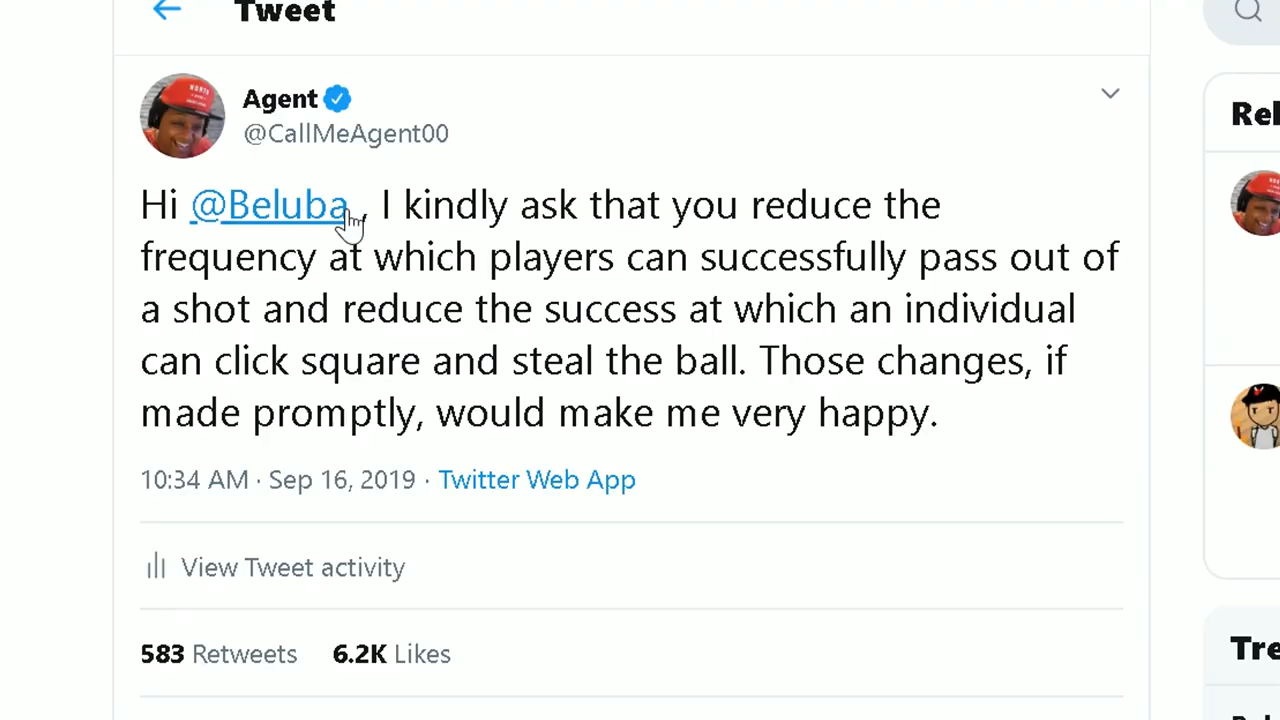 Tweet
Agent
@CallMeAgent00
Hi @Beluba , I kindly ask that you reduce the
frequency at which players can successfully pass out of
a shot and reduce the success at which an individual
can click square and steal the ball. Those changes, if
made promptly, would make me very happy.
10:34 AM · Sep 16, 2019 · Twitter Web App
View Tweet activity
583 Retweets 6.2K Likes
Rel
Tre